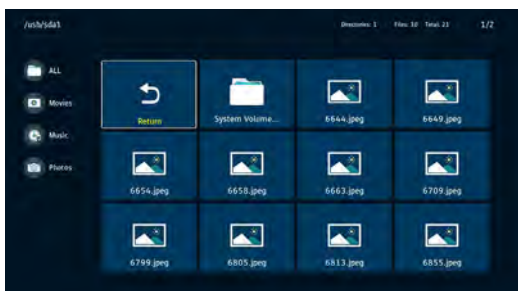 /usb/sda1
Directories: 1 Files: 10 Total: 21 1/2
ALL
Movies
Music
Photos
Return
System Volume...
6644.jpeg
6649.jpeg
6654.jpeg
6658.jpeg
6663.jpeg
6709.jpeg
6799.jpeg
6805.jpeg
6813.jpeg
6855.jpeg